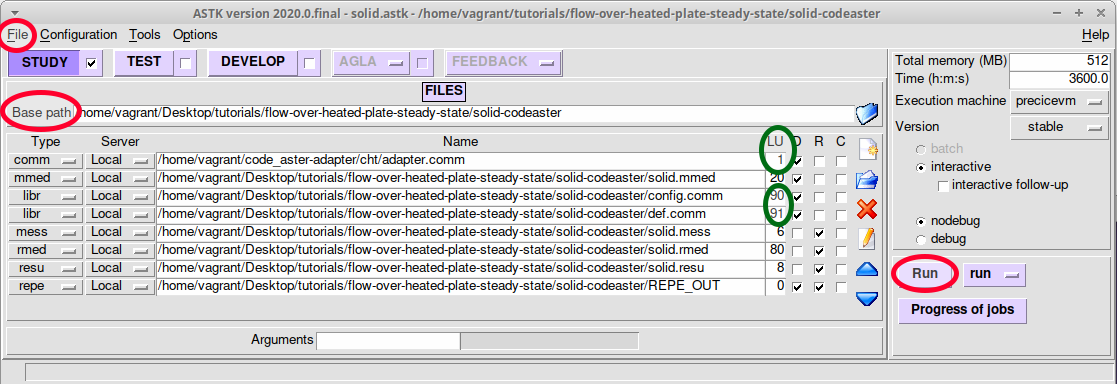 ASTK version 2020.0.final - solid.astk - /home/vagrant/tutorials/flow-over-heated-plate-steady-state/solid-codeaster
File Configuration Tools Options Help
STUDY TEST DEVELOP AGLA FEEDBACK
FILES
Base path /home/vagrant/Desktop/tutorials/flow-over-heated-plate-steady-state/solid-codeaster
Type Server Name LU D R C
comm Local /home/vagrant/code_aster-adapter/cht/adapter.comm 1
mmed Local /home/vagrant/Desktop/tutorials/flow-over-heated-plate-steady-state/solid-codeaster/solid.mmed 20
libr Local /home/vagrant/Desktop/tutorials/flow-over-heated-plate-steady-state/solid-codeaster/config.comm 90
libr Local /home/vagrant/Desktop/tutorials/flow-over-heated-plate-steady-state/solid-codeaster/def.comm 91
mess Local /home/vagrant/Desktop/tutorials/flow-over-heated-plate-steady-state/solid-codeaster/solid.mess 6
rmed Local /home/vagrant/Desktop/tutorials/flow-over-heated-plate-steady-state/solid-codeaster/solid.rmed 80
resu Local /home/vagrant/Desktop/tutorials/flow-over-heated-plate-steady-state/solid-codeaster/solid.resu 8
repe Local /home/vagrant/Desktop/tutorials/flow-over-heated-plate-steady-state/solid-codeaster/REPE_OUT 0
Arguments
Total memory (MB) 512
Time (h:m:s) 3600.0
Execution machine precicevm
Version stable
batch
interactive
interactive follow-up
nodebug
debug
Run run
Progress of jobs